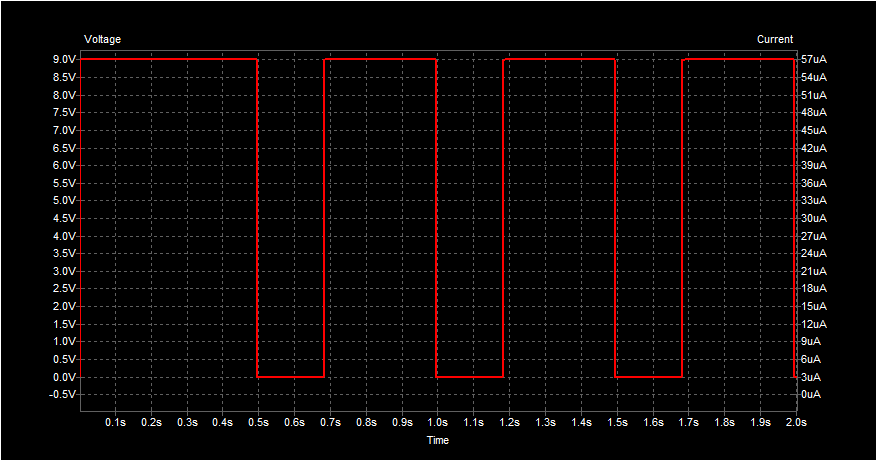 Voltage Current
9.0V 57uA
8.5V 54uA
8.0V 51uA
7.5V 48uA
7.0V 45uA
6.5V 42uA
6.0V 39uA
5.5V 36uA
5.0V 33uA
4.5V 30uA
4.0V 27uA
3.5V 24uA
3.0V 21uA
2.5V 18uA
2.0V 15uA
1.5V 12uA
1.0V 9uA
0.5V 6uA
0.0V 3uA
-0.5V 0uA
0.1s 0.2s 0.3s 0.4s 0.5s 0.6s 0.7s 0.8s 0.9s 1.0s 1.1s 1.2s 1.3s 1.4s 1.5s 1.6s 1.7s 1.8s 1.9s 2.0s
Time